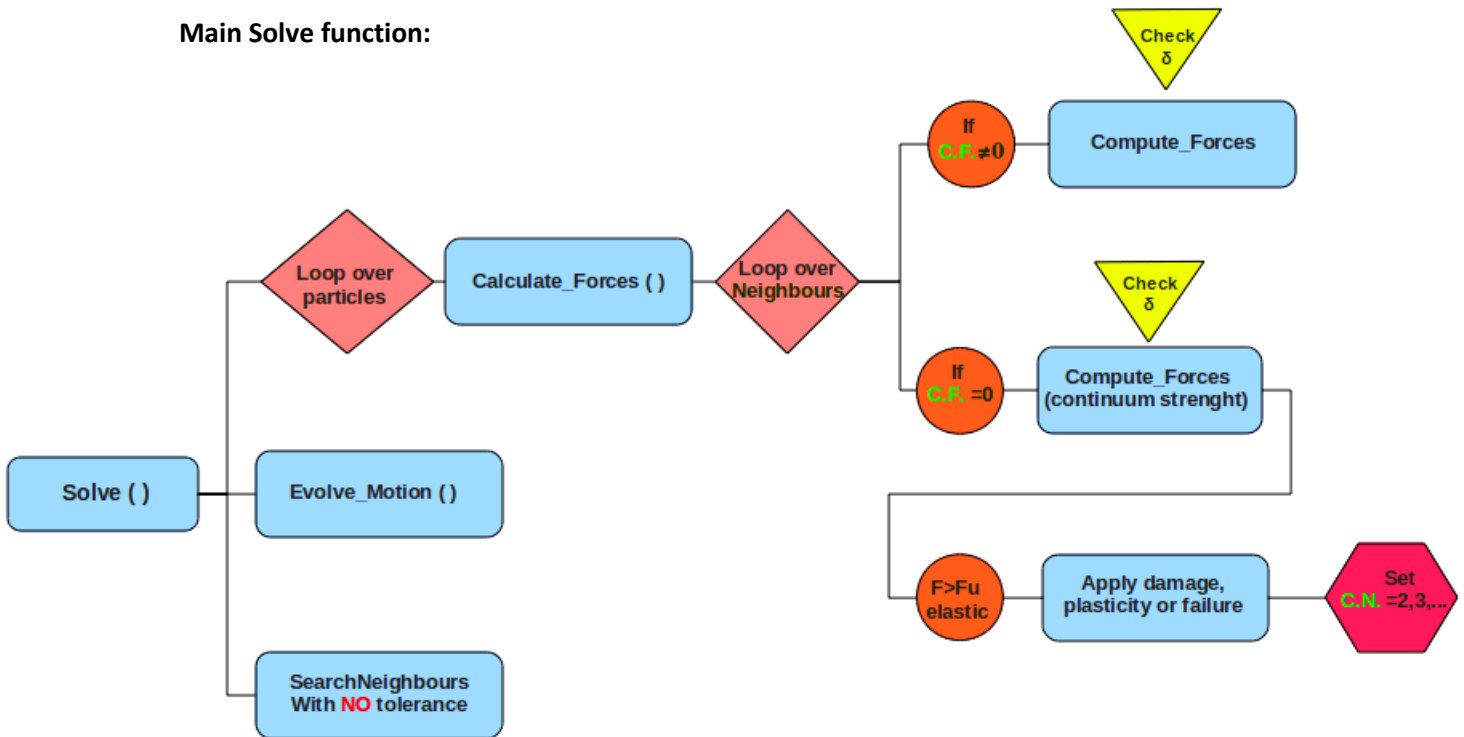 Main Solve function:
Check
δ
If
C.F.≠0
Compute_Forces
Loop over
particles
Calculate_Forces ( )
Loop over
Neighbours
Check
δ
If
C.F. =0
Compute_Forces
(continuum strenght)
Solve ( )
Evolve_Motion ( )
F>Fu
elastic
Apply damage,
plasticity or failure
Set
C.N. =2,3,...
SearchNeighbours
With NO tolerance